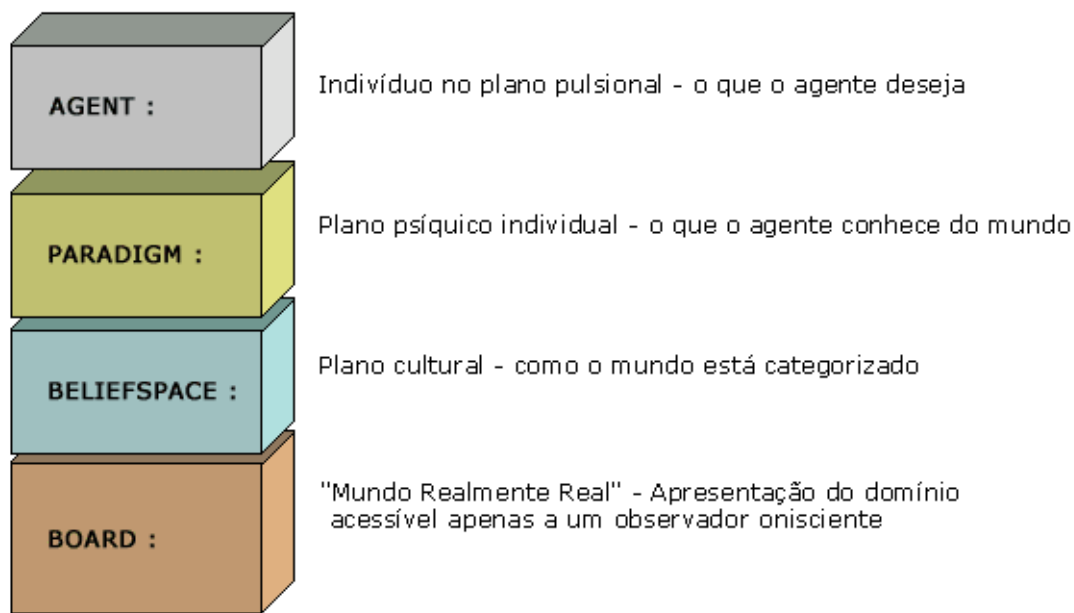 AGENT :
Indivíduo no plano pulsional - o que o agente deseja
PARADIGM :
Plano psíquico individual - o que o agente conhece do mundo
BELIEFSPACE :
Plano cultural - como o mundo está categorizado
BOARD :
"Mundo Realmente Real" - Apresentação do domínio
acessível apenas a um observador onisciente